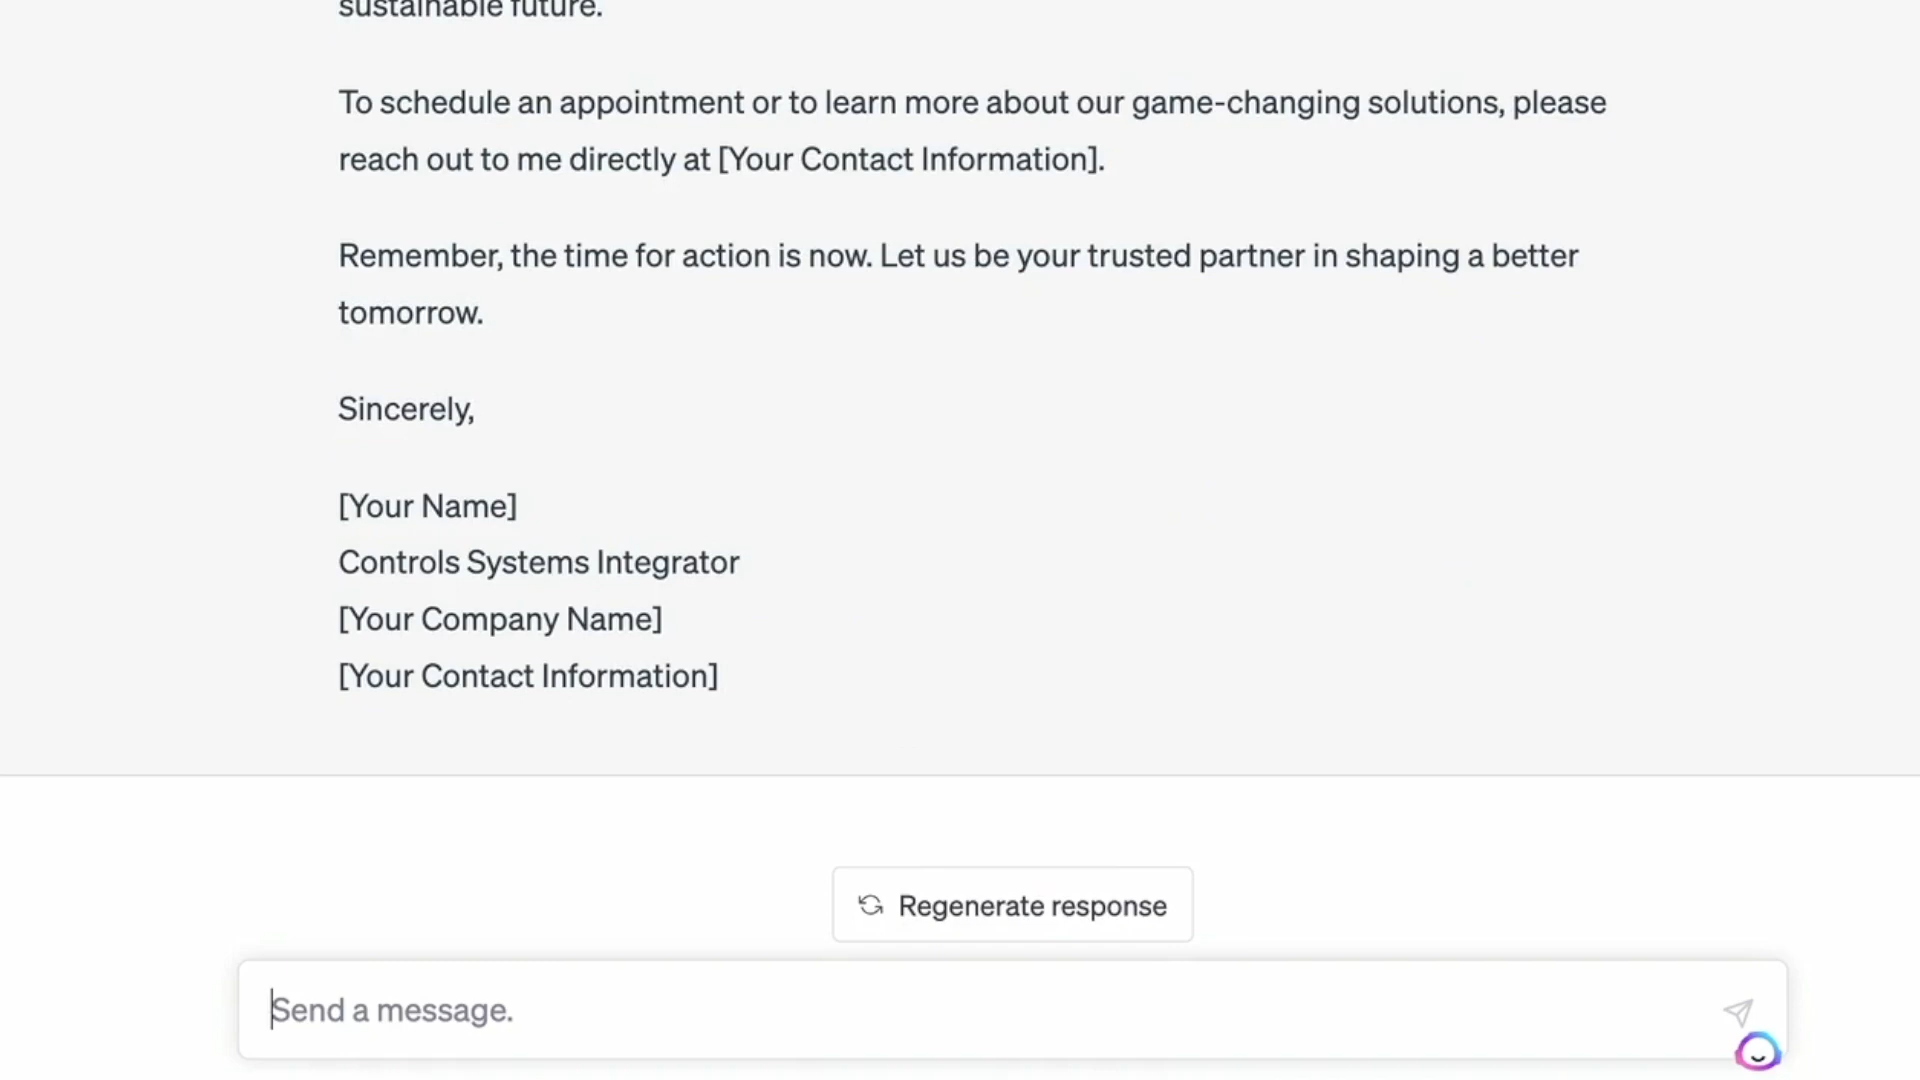 sustainable future.
To schedule an appointment or to learn more about our game-changing solutions, please
reach out to me directly at [Your Contact Information].
Remember, the time for action is now. Let us be your trusted partner in shaping a better
tomorrow.
Sincerely,
[Your Name]
Controls Systems Integrator
[Your Company Name]
[Your Contact Information]
Regenerate response
Send a message.